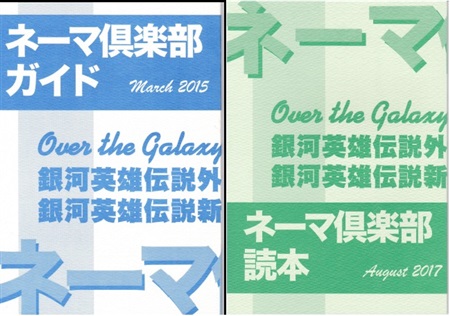 ネーマ倶楽部
ガイド
March 2015
Over the Galaxy
銀河英雄伝説外
銀河英雄伝説新
ネーマ
ネーマ
Over the Galaxy
銀河英雄伝説外
銀河英雄伝説新
ネーマ倶楽部
読本
August 2017